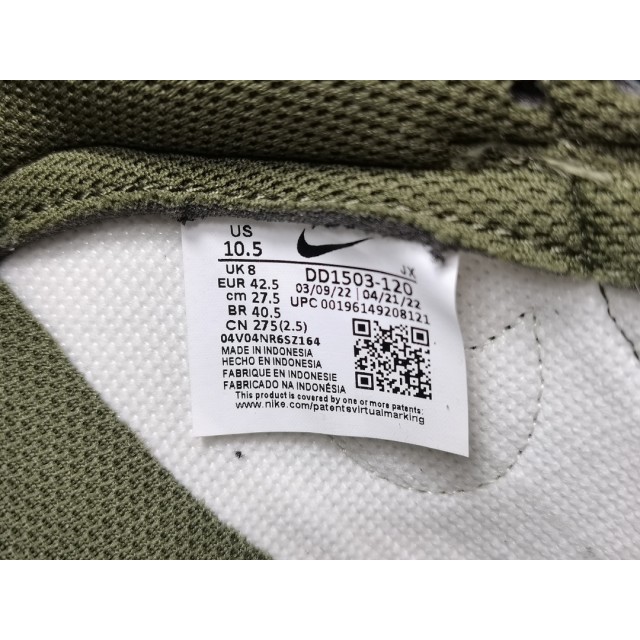 US
10.5
UK 8
EUR 42.5
cm 27.5
BR 40.5
CN 275(2.5)
JX
DD1503-120
03/09/22 04/21/22
UPC 00196149208121
04V04NR6SZ164
MADE IN INDONESIA
HECHO EN INDONESIA
FABRIQUE EN INDONESIE
FABRICADO NA INDONÉSIA
This product is covered by one or more patents:
www.nike.com/patentsvirtualmarking